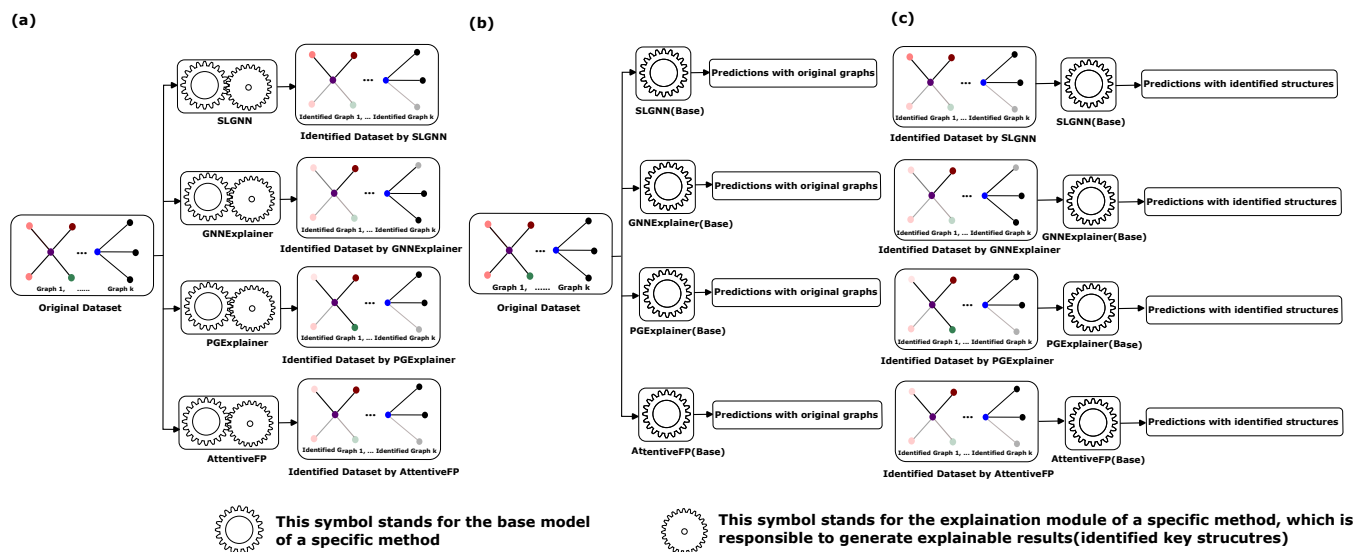 (a)
SLGNN
Identified Graph 1, ... Identified Graph k
Identified Dataset by SLGNN
GNNExplainer
Identified Graph 1, ... Identified Graph k
Identified Dataset by GNNExplainer
Graph 1, ...... Graph k
Original Dataset
PGExplainer
Identified Graph 1, ... Identified Graph k
Identified Dataset by PGExplainer
AttentiveFP
Identified Graph 1, ... Identified Graph k
Identified Dataset by AttentiveFP
(b)
SLGNN(Base)
Predictions with original graphs
GNNExplainer(Base)
Predictions with original graphs
Graph 1, ...... Graph k
Original Dataset
PGExplainer(Base)
Predictions with original graphs
AttentiveFP(Base)
Predictions with original graphs
(c)
Identified Graph 1, ... Identified Graph k
Identified Dataset by SLGNN
SLGNN(Base)
Predictions with identified structures
Identified Graph 1, ... Identified Graph k
Identified Dataset by GNNExplainer
GNNExplainer(Base)
Predictions with identified structures
Identified Graph 1, ... Identified Graph k
Identified Dataset by PGExplainer
PGExplainer(Base)
Predictions with identified structures
Identified Graph 1, ... Identified Graph k
Identified Dataset by AttentiveFP
AttentiveFP(Base)
Predictions with identified structures
This symbol stands for the base model
of a specific method
This symbol stands for the explaination module of a specific method, which is
responsible to generate explainable results(identified key strucutres)